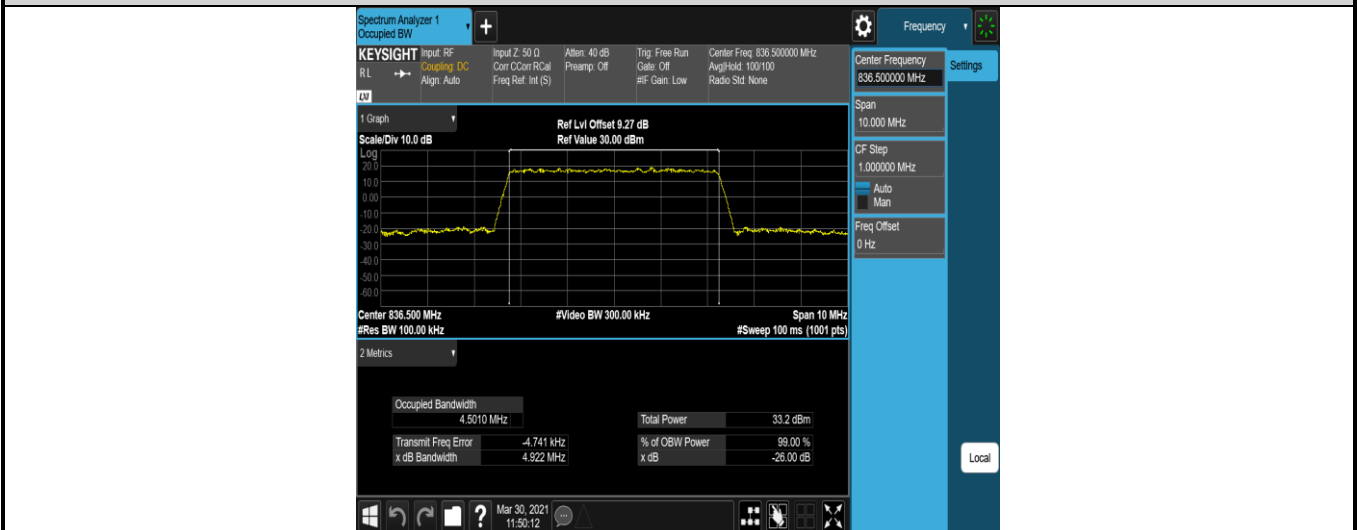 Spectrum Analyzer 1
Occupied BW
+
Frequency
KEYSIGHT
RL
LXI
Input: RF
Coupling: DC
Align: Auto
Input Z: 50 Ω
Corr CCorr RCal
Freq Ref: Int (S)
Atten: 40 dB
Preamp: Off
Trig: Free Run
Gate: Off
#IF Gain: Low
Center Freq: 836.500000 MHz
Avg|Hold: 100/100
Radio Std: None
Center Frequency
836.500000 MHz
Settings
Span
10.000 MHz
CF Step
1.000000 MHz
Auto
Man
Freq Offset
0 Hz
1 Graph
Scale/Div 10.0 dB
Ref Lvl Offset 9.27 dB
Ref Value 30.00 dBm
Log
20.0
10.0
0.00
-10.0
-20.0
-30.0
-40.0
-50.0
-60.0
Center 836.500 MHz
#Video BW 300.00 kHz
Span 10 MHz
#Res BW 100.00 kHz
#Sweep 100 ms (1001 pts)
2 Metrics
Occupied Bandwidth
4.5010 MHz
Total Power 33.2 dBm
Transmit Freq Error -4.741 kHz
% of OBW Power 99.00 %
x dB Bandwidth 4.922 MHz
x dB -26.00 dB
Local
?
Mar 30, 2021
11:50:12